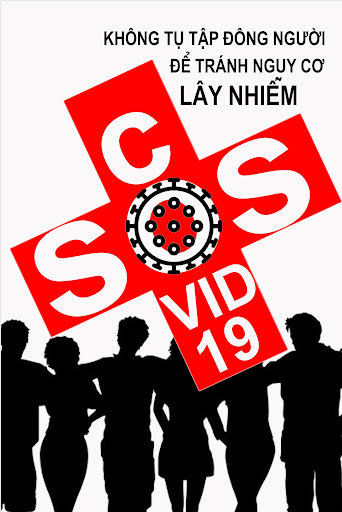 KHÔNG TỤ TẬP ĐÔNG NGƯỜI
ĐỂ TRÁNH NGUY CƠ
LÂY NHIỄM
C
S S
VID
19